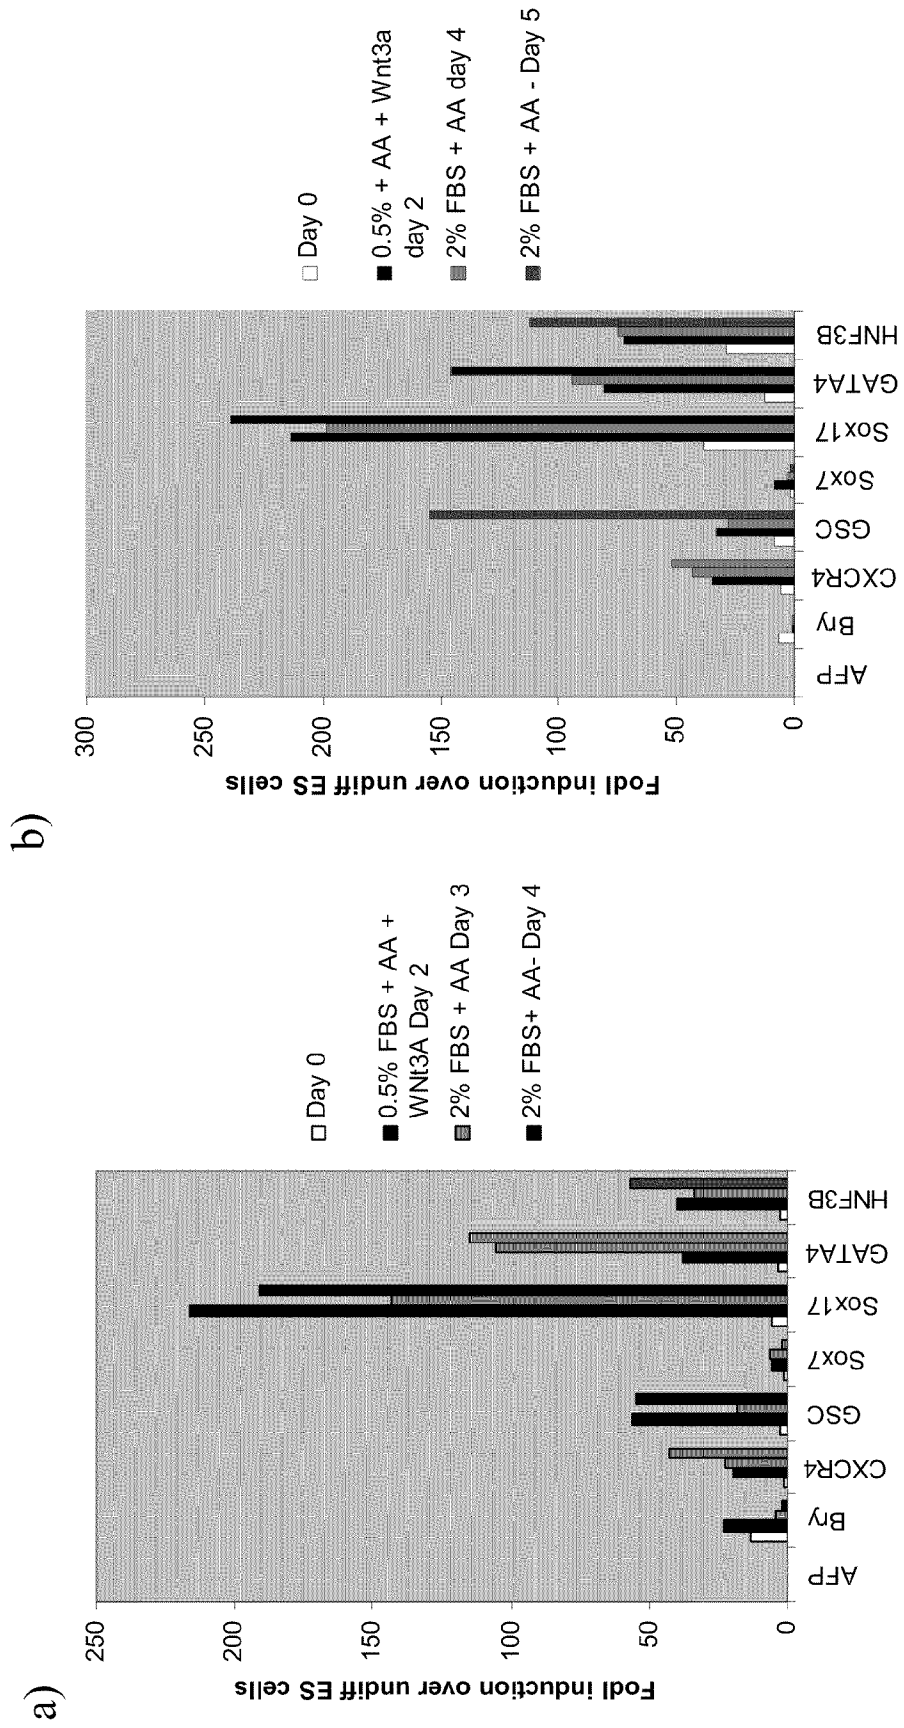 a)
Fodl induction over undiff ES cells
250
200
150
100
50
0
AFP
Bry
CXCR4
GSC
Sox7
Sox17
GATA4
HNF3B
Day 0
0.5% FBS + AA +
WNt3A Day 2
2% FBS + AA Day 3
2% FBS+ AA- Day 4
b)
Fodl induction over undiff ES cells
300
250
200
150
100
50
0
AFP
Bry
CXCR4
GSC
Sox7
Sox17
GATA4
HNF3B
Day 0
0.5% + AA + Wnt3a
day 2
2% FBS + AA day 4
2% FBS + AA - Day 5